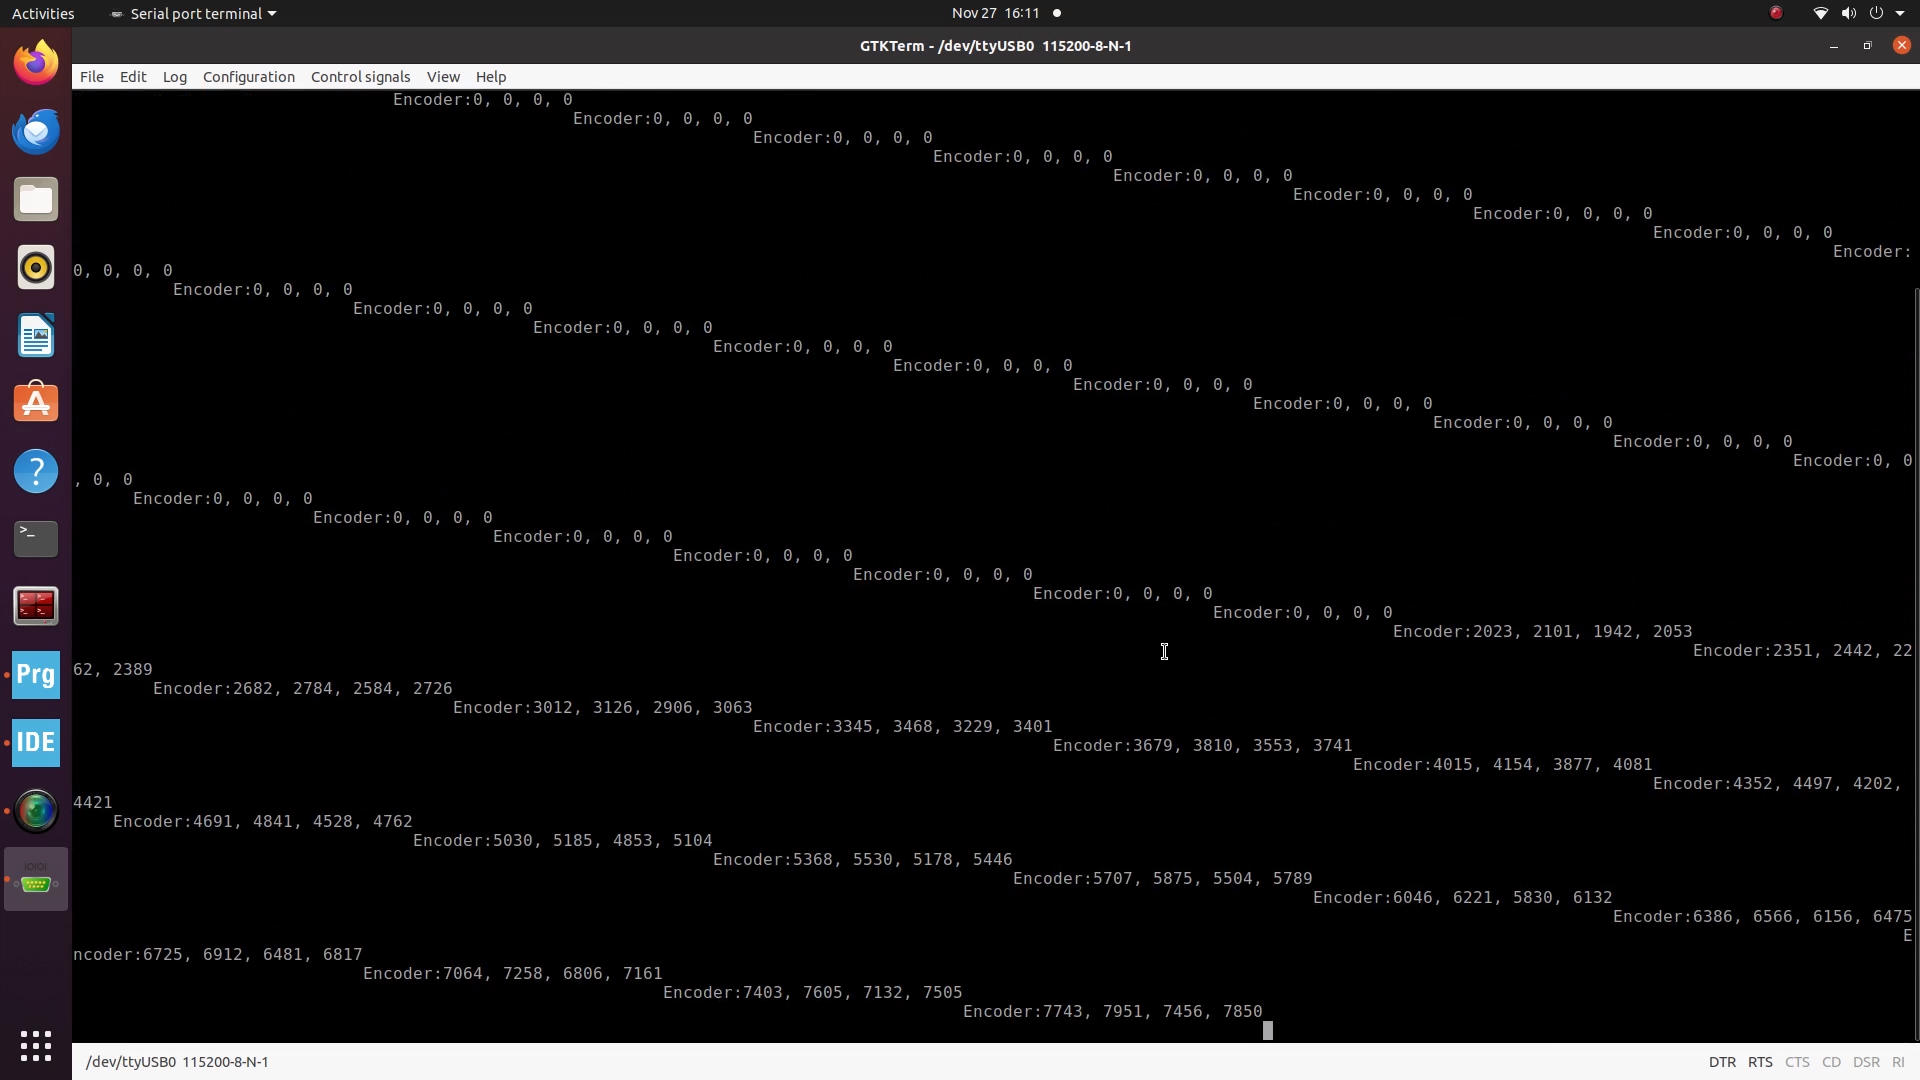 Activities
Serial port terminal
Nov 27 16:11
GTKTerm - /dev/ttyUSB0 115200-8-N-1
File Edit Log Configuration Control signals View Help
Encoder:0, 0, 0, 0
Encoder:0, 0, 0, 0
Encoder:0, 0, 0, 0
Encoder:0, 0, 0, 0
Encoder:0, 0, 0, 0
Encoder:0, 0, 0, 0
Encoder:0, 0, 0, 0
Encoder:0, 0, 0, 0
Encoder:
0, 0, 0, 0
Encoder:0, 0, 0, 0
Encoder:0, 0, 0, 0
Encoder:0, 0, 0, 0
Encoder:0, 0, 0, 0
Encoder:0, 0, 0, 0
Encoder:0, 0, 0, 0
Encoder:0, 0, 0, 0
Encoder:0, 0, 0, 0
Encoder:0, 0, 0, 0
Encoder:0, 0
, 0, 0
Encoder:0, 0, 0, 0
Encoder:0, 0, 0, 0
Encoder:0, 0, 0, 0
Encoder:0, 0, 0, 0
Encoder:0, 0, 0, 0
Encoder:0, 0, 0, 0
Encoder:0, 0, 0, 0
Encoder:2023, 2101, 1942, 2053
Encoder:2351, 2442, 22
62, 2389
Encoder:2682, 2784, 2584, 2726
Encoder:3012, 3126, 2906, 3063
Encoder:3345, 3468, 3229, 3401
Encoder:3679, 3810, 3553, 3741
Encoder:4015, 4154, 3877, 4081
Encoder:4352, 4497, 4202,
4421
Encoder:4691, 4841, 4528, 4762
Encoder:5030, 5185, 4853, 5104
Encoder:5368, 5530, 5178, 5446
Encoder:5707, 5875, 5504, 5789
Encoder:6046, 6221, 5830, 6132
Encoder:6386, 6566, 6156, 6475
E
ncoder:6725, 6912, 6481, 6817
Encoder:7064, 7258, 6806, 7161
Encoder:7403, 7605, 7132, 7505
Encoder:7743, 7951, 7456, 7850
Prg
IDE
IOIOI
/dev/ttyUSB0 115200-8-N-1
DTR RTS CTS CD DSR RI